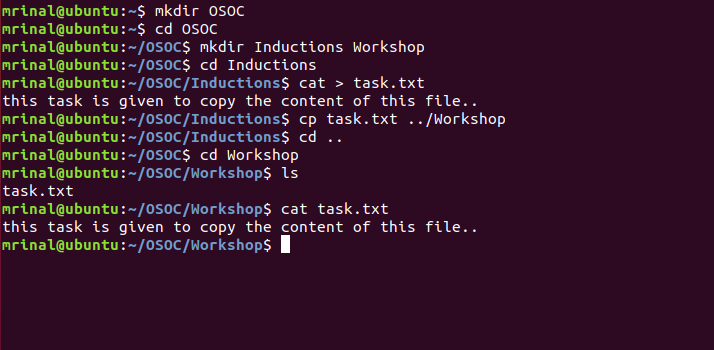 mrinal@ubuntu:~$ mkdir OSOC
mrinal@ubuntu:~$ cd OSOC
mrinal@ubuntu:~/OSOC$ mkdir Inductions Workshop
mrinal@ubuntu:~/OSOC$ cd Inductions
mrinal@ubuntu:~/OSOC/Inductions$ cat > task.txt
this task is given to copy the content of this file..
mrinal@ubuntu:~/OSOC/Inductions$ cp task.txt ../Workshop
mrinal@ubuntu:~/OSOC/Inductions$ cd ..
mrinal@ubuntu:~/OSOC$ cd Workshop
mrinal@ubuntu:~/OSOC/Workshop$ ls
task.txt
mrinal@ubuntu:~/OSOC/Workshop$ cat task.txt
this task is given to copy the content of this file..
mrinal@ubuntu:~/OSOC/Workshop$